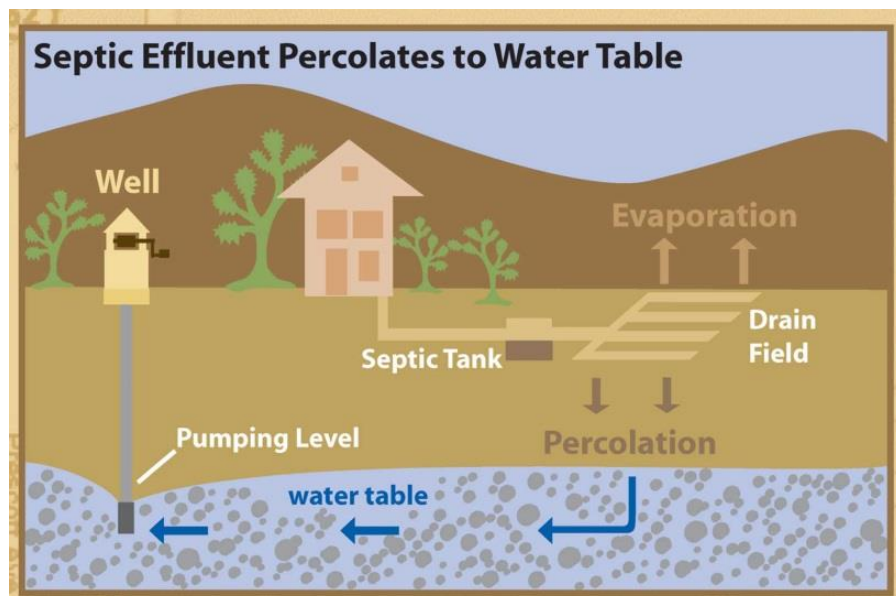 Septic Effluent Percolates to Water Table
Well
Evaporation
Drain
Field
Septic Tank
Pumping Level
Percolation
water table